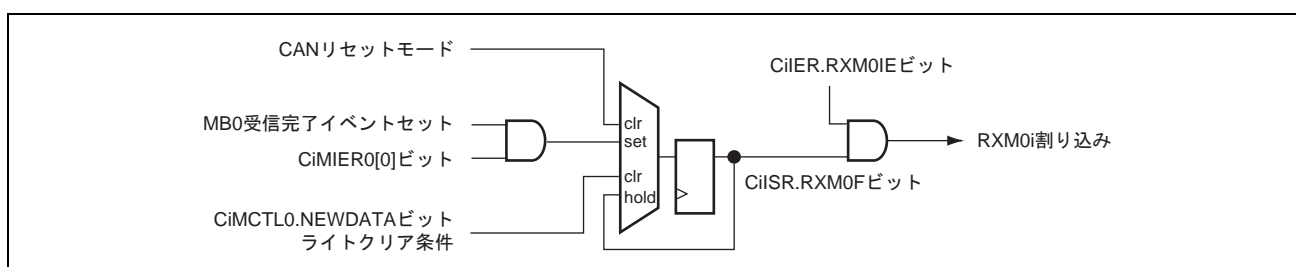 CANリセットモード
CiIER.RXM0IEビット
MB0受信完了イベントセット
clr
set
RXM0i割り込み
CiMIER0[0]ビット
clr
CiISR.RXM0Fビット
hold
CiMCTL0.NEWDATAビット
ライトクリア条件